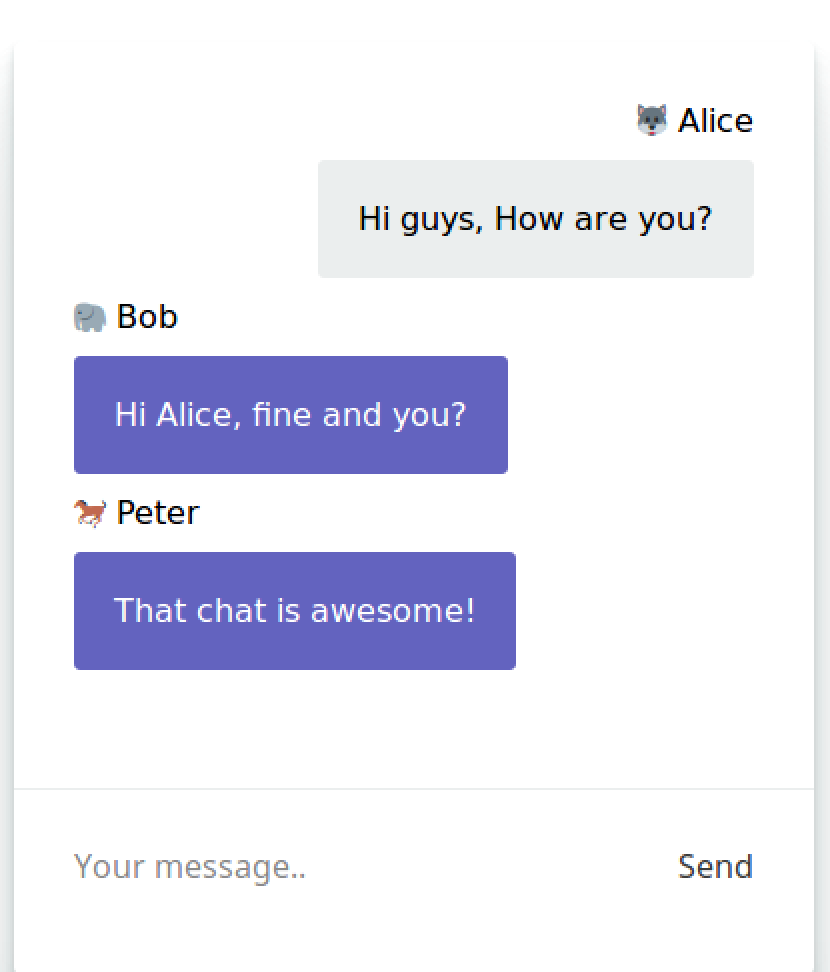 Alice
Hi guys, How are you?
Bob
Hi Alice, fine and you?
Peter
That chat is awesome!
Your message..
Send